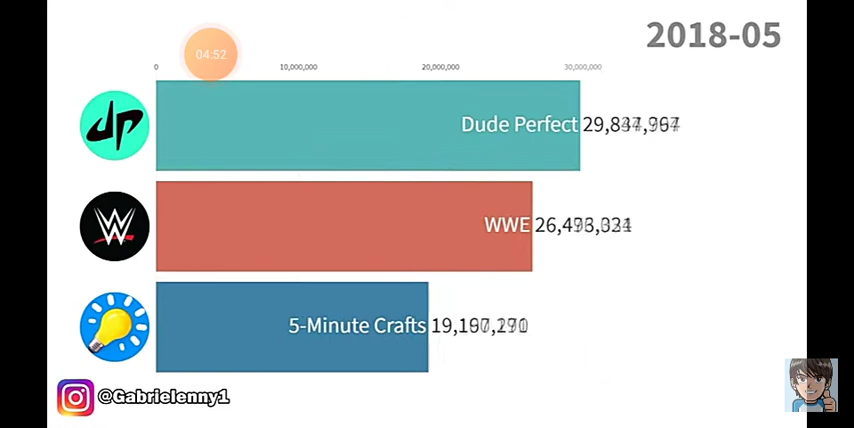 2018-05
04:52
0 10,000,000 20,000,000 30,000,000
dp
Dude Perfect
W
WWE
5-Minute Crafts
@Gabrielenny1